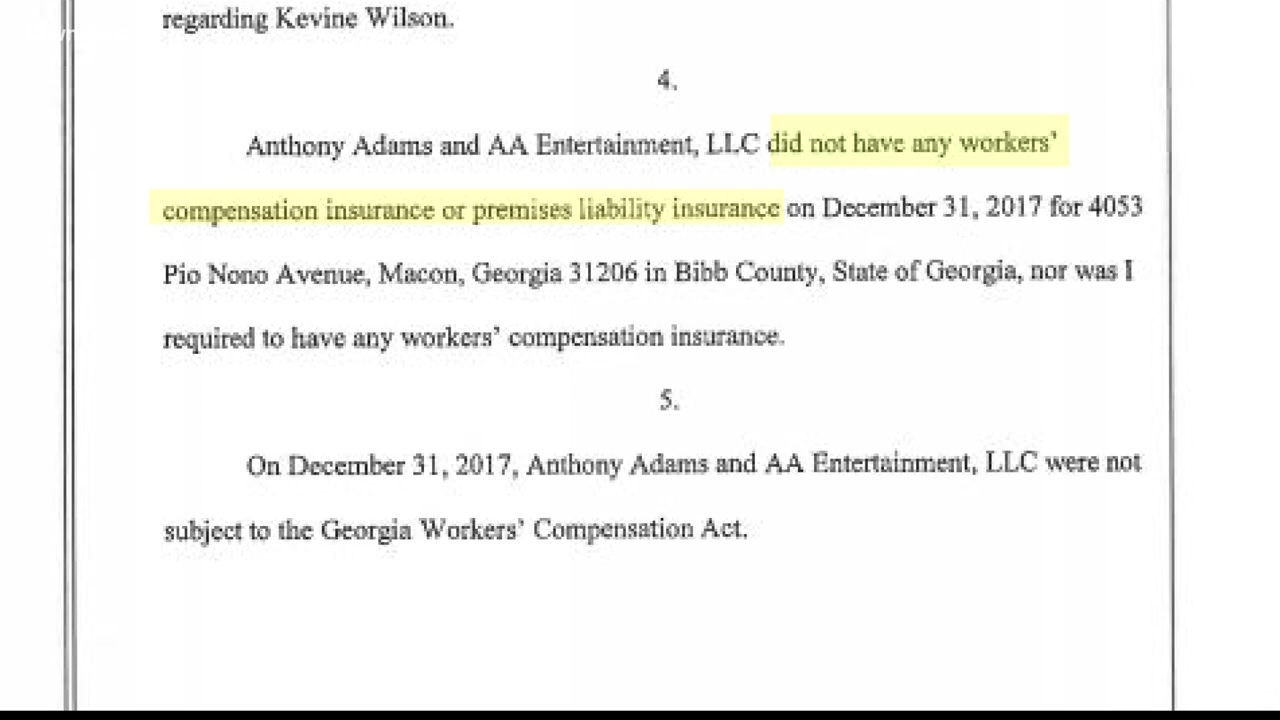 regarding Kevine Wilson.
4.
Anthony Adams and AA Entertainment, LLC did not have any workers’
compensation insurance or premises liability insurance on December 31, 2017 for 4053
Pio Nono Avenue, Macon, Georgia 31206 in Bibb County, State of Georgia, nor was I
required to have any workers’ compensation insurance.
5.
On December 31, 2017, Anthony Adams and AA Entertainment, LLC were not
subject to the Georgia Workers’ Compensation Act.